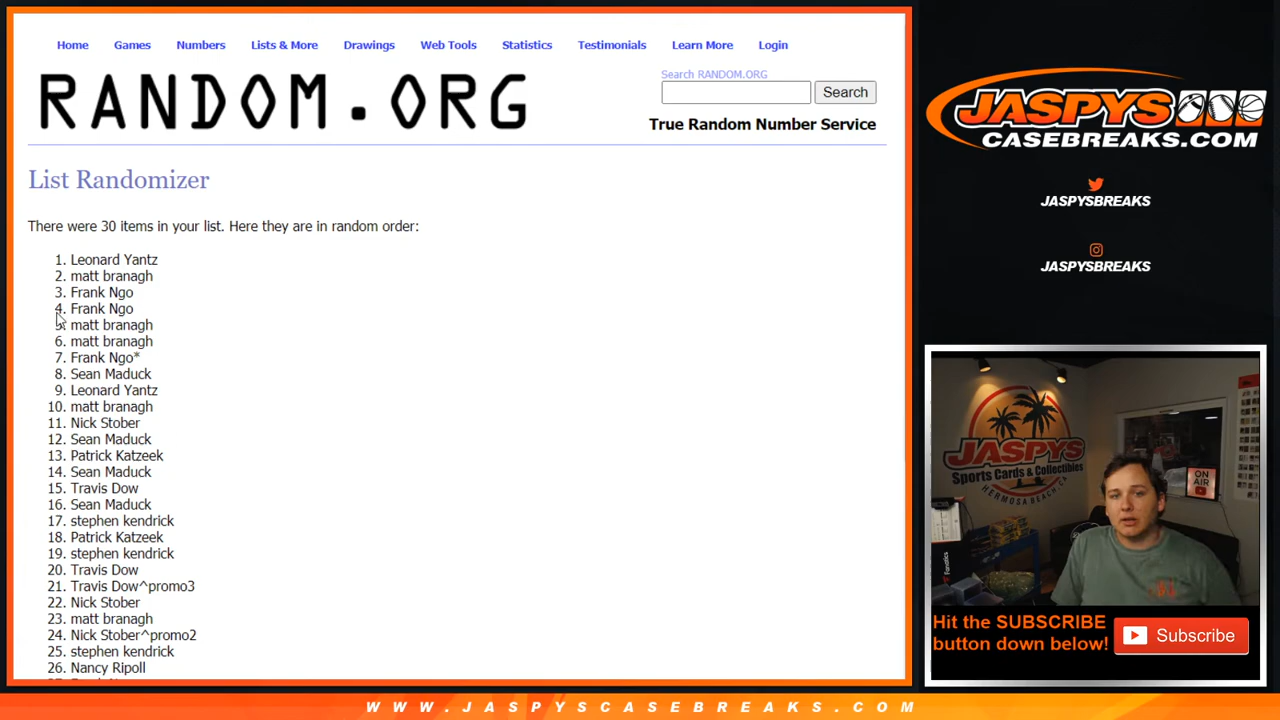 Home Games Numbers Lists & More Drawings Web Tools Statistics Testimonials Learn More Login
RANDOM.ORG
Search RANDOM.ORG
Search
True Random Number Service
List Randomizer
There were 30 items in your list. Here they are in random order:
1. Leonard Yantz
2. matt branagh
3. Frank Ngo
4. Frank Ngo
5. matt branagh
6. matt branagh
7. Frank Ngo*
8. Sean Maduck
9. Leonard Yantz
10. matt branagh
11. Nick Stober
12. Sean Maduck
13. Patrick Katzeek
14. Sean Maduck
15. Travis Dow
16. Sean Maduck
17. stephen kendrick
18. Patrick Katzeek
19. stephen kendrick
20. Travis Dow
21. Travis Dow^promo3
22. Nick Stober
23. matt branagh
24. Nick Stober^promo2
25. stephen kendrick
26. Nancy Ripoll
JASPYS
CASEBREAKS.COM
JASPYSBREAKS
JASPYSBREAKS
JASPYS
Sports Cards & Collectibles
HERMOSA BEACH, CA
ON AIR
Fanatics
Hit the SUBSCRIBE
button down below!
Subscribe
WWW.JASPYSCASEBREAKS.COM